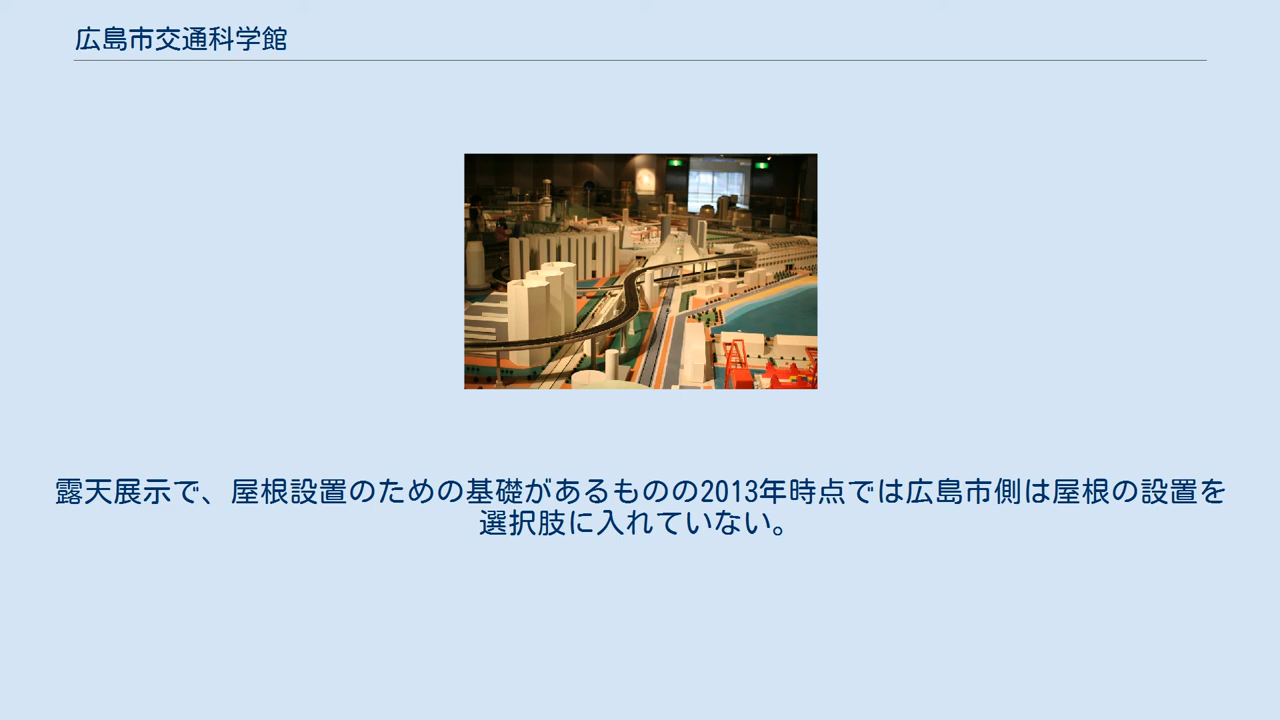 広島市交通科学館
露天展示で、屋根設置のための基礎があるものの2013年時点では広島市側は屋根の設置を
選択肢に入れていない。